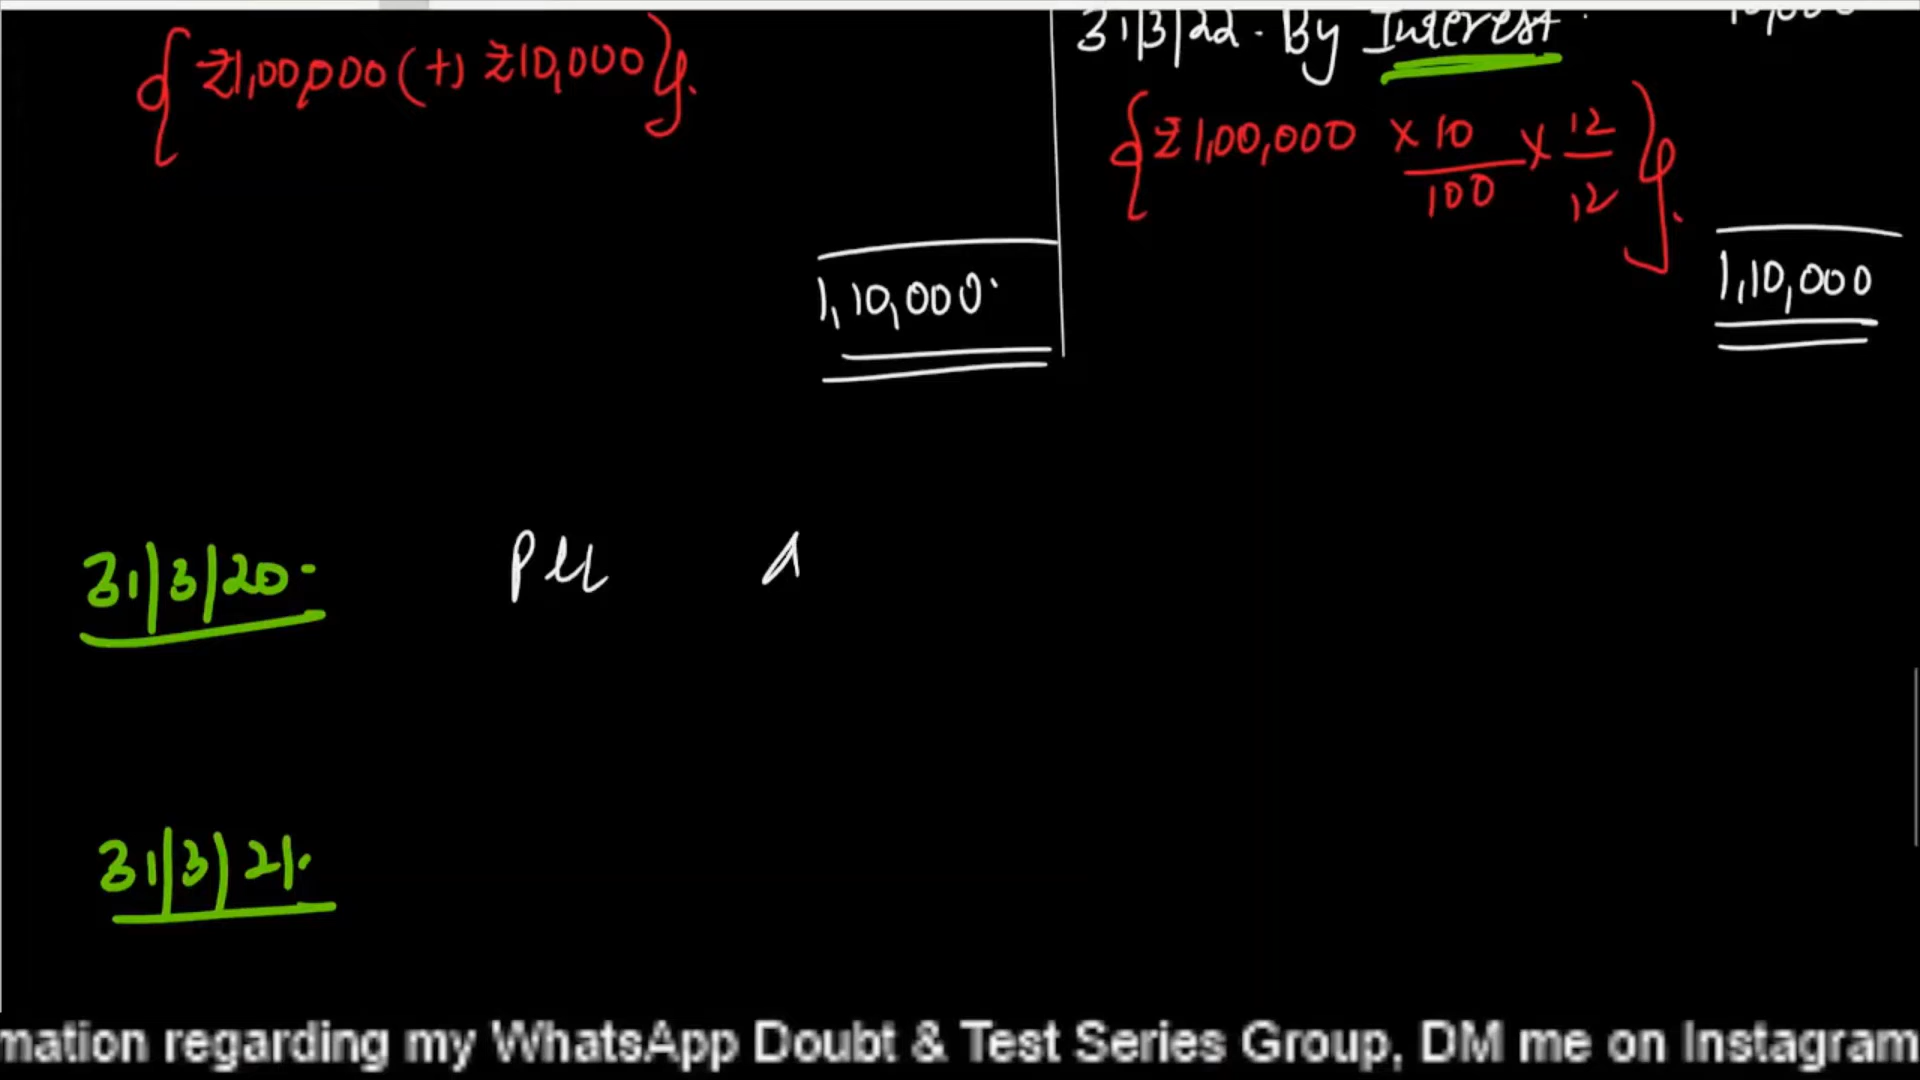 {₹1,00,000 (+) ₹10,000}.
1,10,000.
31/3/22. By Interest. 10,000
{₹1,00,000 × 10/100 × 12/12}.
1,10,000
31/3/20.
31/3/21.
mation regarding my WhatsApp Doubt & Test Series Group, DM me on Instagram